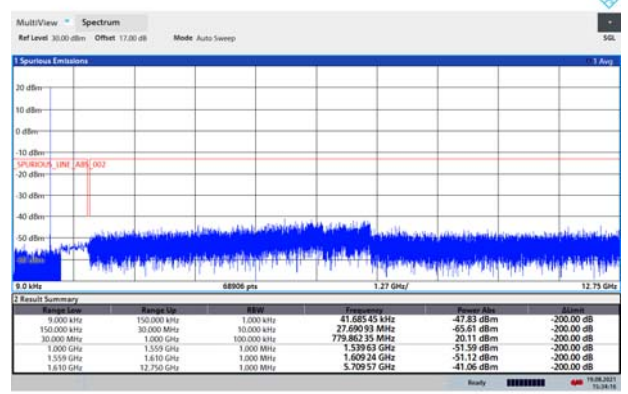 MultiView Spectrum
Ref Level 30.00 dBm Offset 17.00 dB Mode Auto Sweep SGL
1 Spurious Emissions 1 Avg
20 dBm
10 dBm
0 dBm
-10 dBm
SPURIOUS_LINE_ABS_002
-20 dBm
-30 dBm
-40 dBm
-50 dBm
-60 dBm
9.0 kHz 68906 pts 1.27 GHz/ 12.75 GHz
2 Result Summary
Range Low Range Up RBW Frequency Power Abs ΔLimit
9.000 kHz 150.000 kHz 1.000 kHz 41.68545 kHz -47.83 dBm -200.00 dB
150.000 kHz 30.000 MHz 10.000 kHz 27.69093 MHz -65.61 dBm -200.00 dB
30.000 MHz 1.000 GHz 100.000 kHz 779.86235 MHz 20.11 dBm -200.00 dB
1.000 GHz 1.559 GHz 1.000 MHz 1.53963 GHz -51.59 dBm -200.00 dB
1.559 GHz 1.610 GHz 1.000 MHz 1.60924 GHz -51.12 dBm -200.00 dB
1.610 GHz 12.750 GHz 1.000 MHz 5.70957 GHz -41.06 dBm -200.00 dB
Ready 19.08.2021